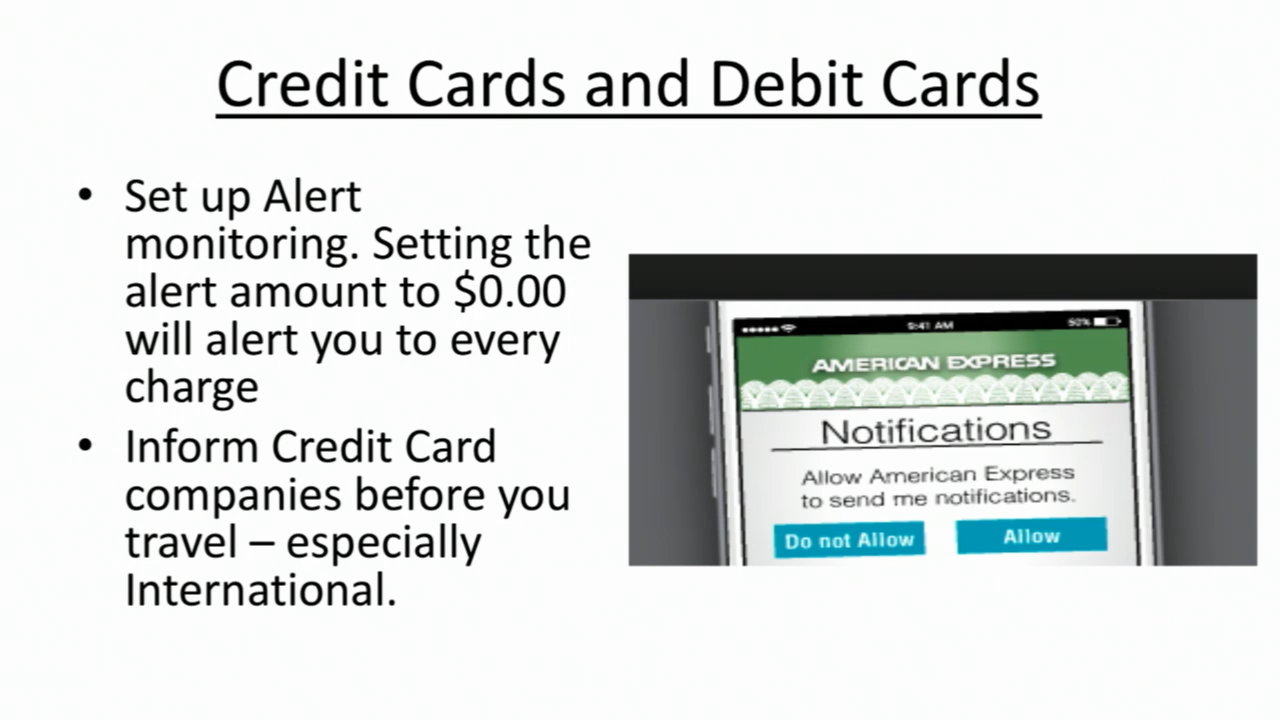 Credit Cards and Debit Cards
• Set up Alert
monitoring. Setting the
alert amount to $0.00
will alert you to every
charge
• Inform Credit Card
companies before you
travel – especially
International.
9:41 AM 50%
AMERICAN EXPRESS
Notifications
Allow American Express
to send me notifications.
Do not Allow Allow